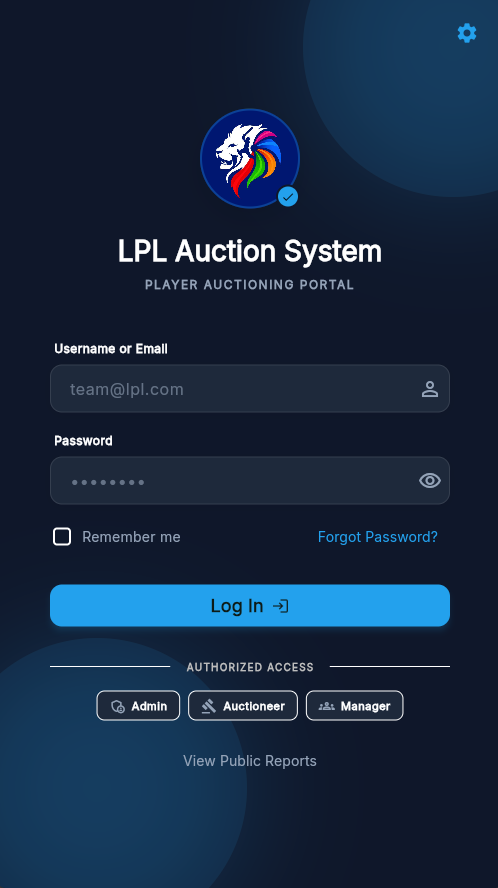 LPL Auction System
PLAYER AUCTIONING PORTAL
Username or Email
team@lpl.com
Password
••••••••
Remember me
Forgot Password?
Log In
AUTHORIZED ACCESS
Admin
Auctioneer
Manager
View Public Reports